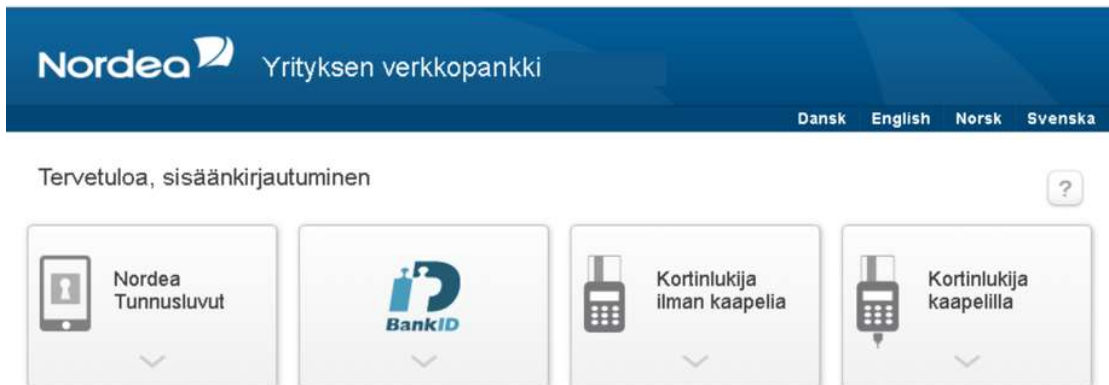 Nordea
Yrityksen verkkopankki
Dansk English Norsk Svenska
Tervetuloa, sisäänkirjautuminen
?
Nordea
Tunnusluvut
BankID
Kortinlukija
ilman kaapelia
Kortinlukija
kaapelilla